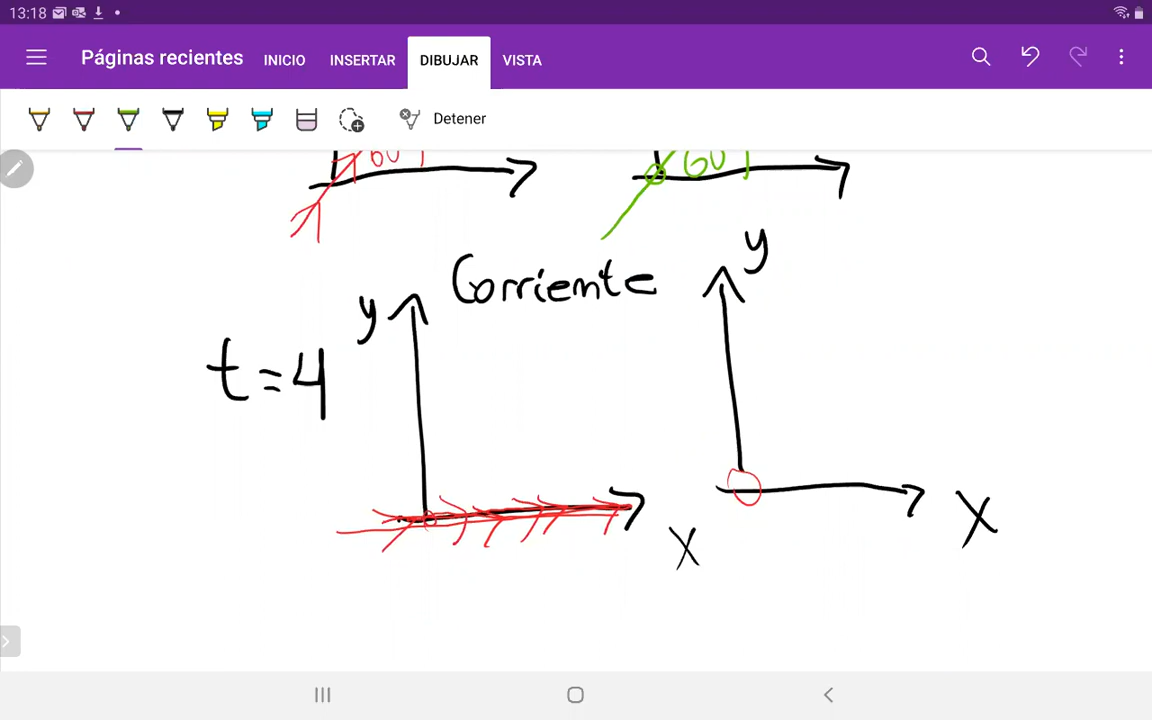 13:18
Páginas recientes INICIO INSERTAR DIBUJAR VISTA
Detener
60 60
y Corriente y
t=4
X X